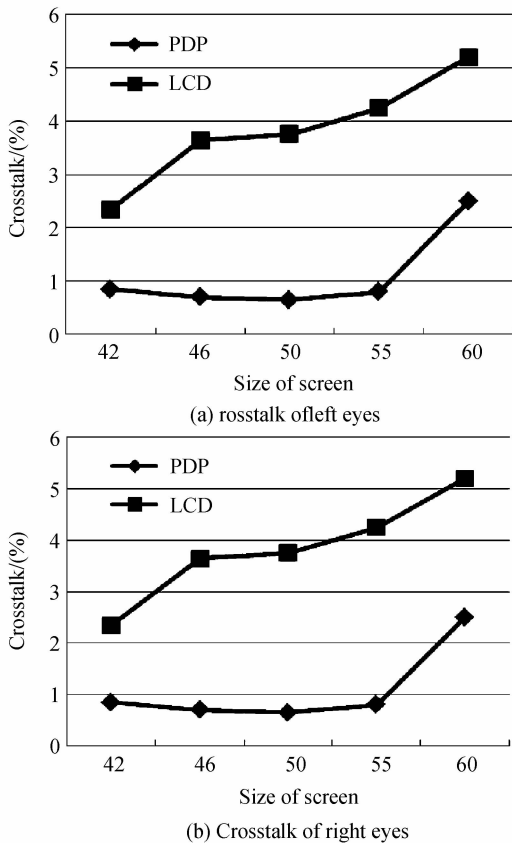 6
PDP
5
LCD
4
3
2
1
0
Crosstalk/(%)
42 46 50 55 60
Size of screen
(a) rosstalk ofleft eyes
6
PDP
5
LCD
4
3
2
1
0
Crosstalk/(%)
42 46 50 55 60
Size of screen
(b) Crosstalk of right eyes